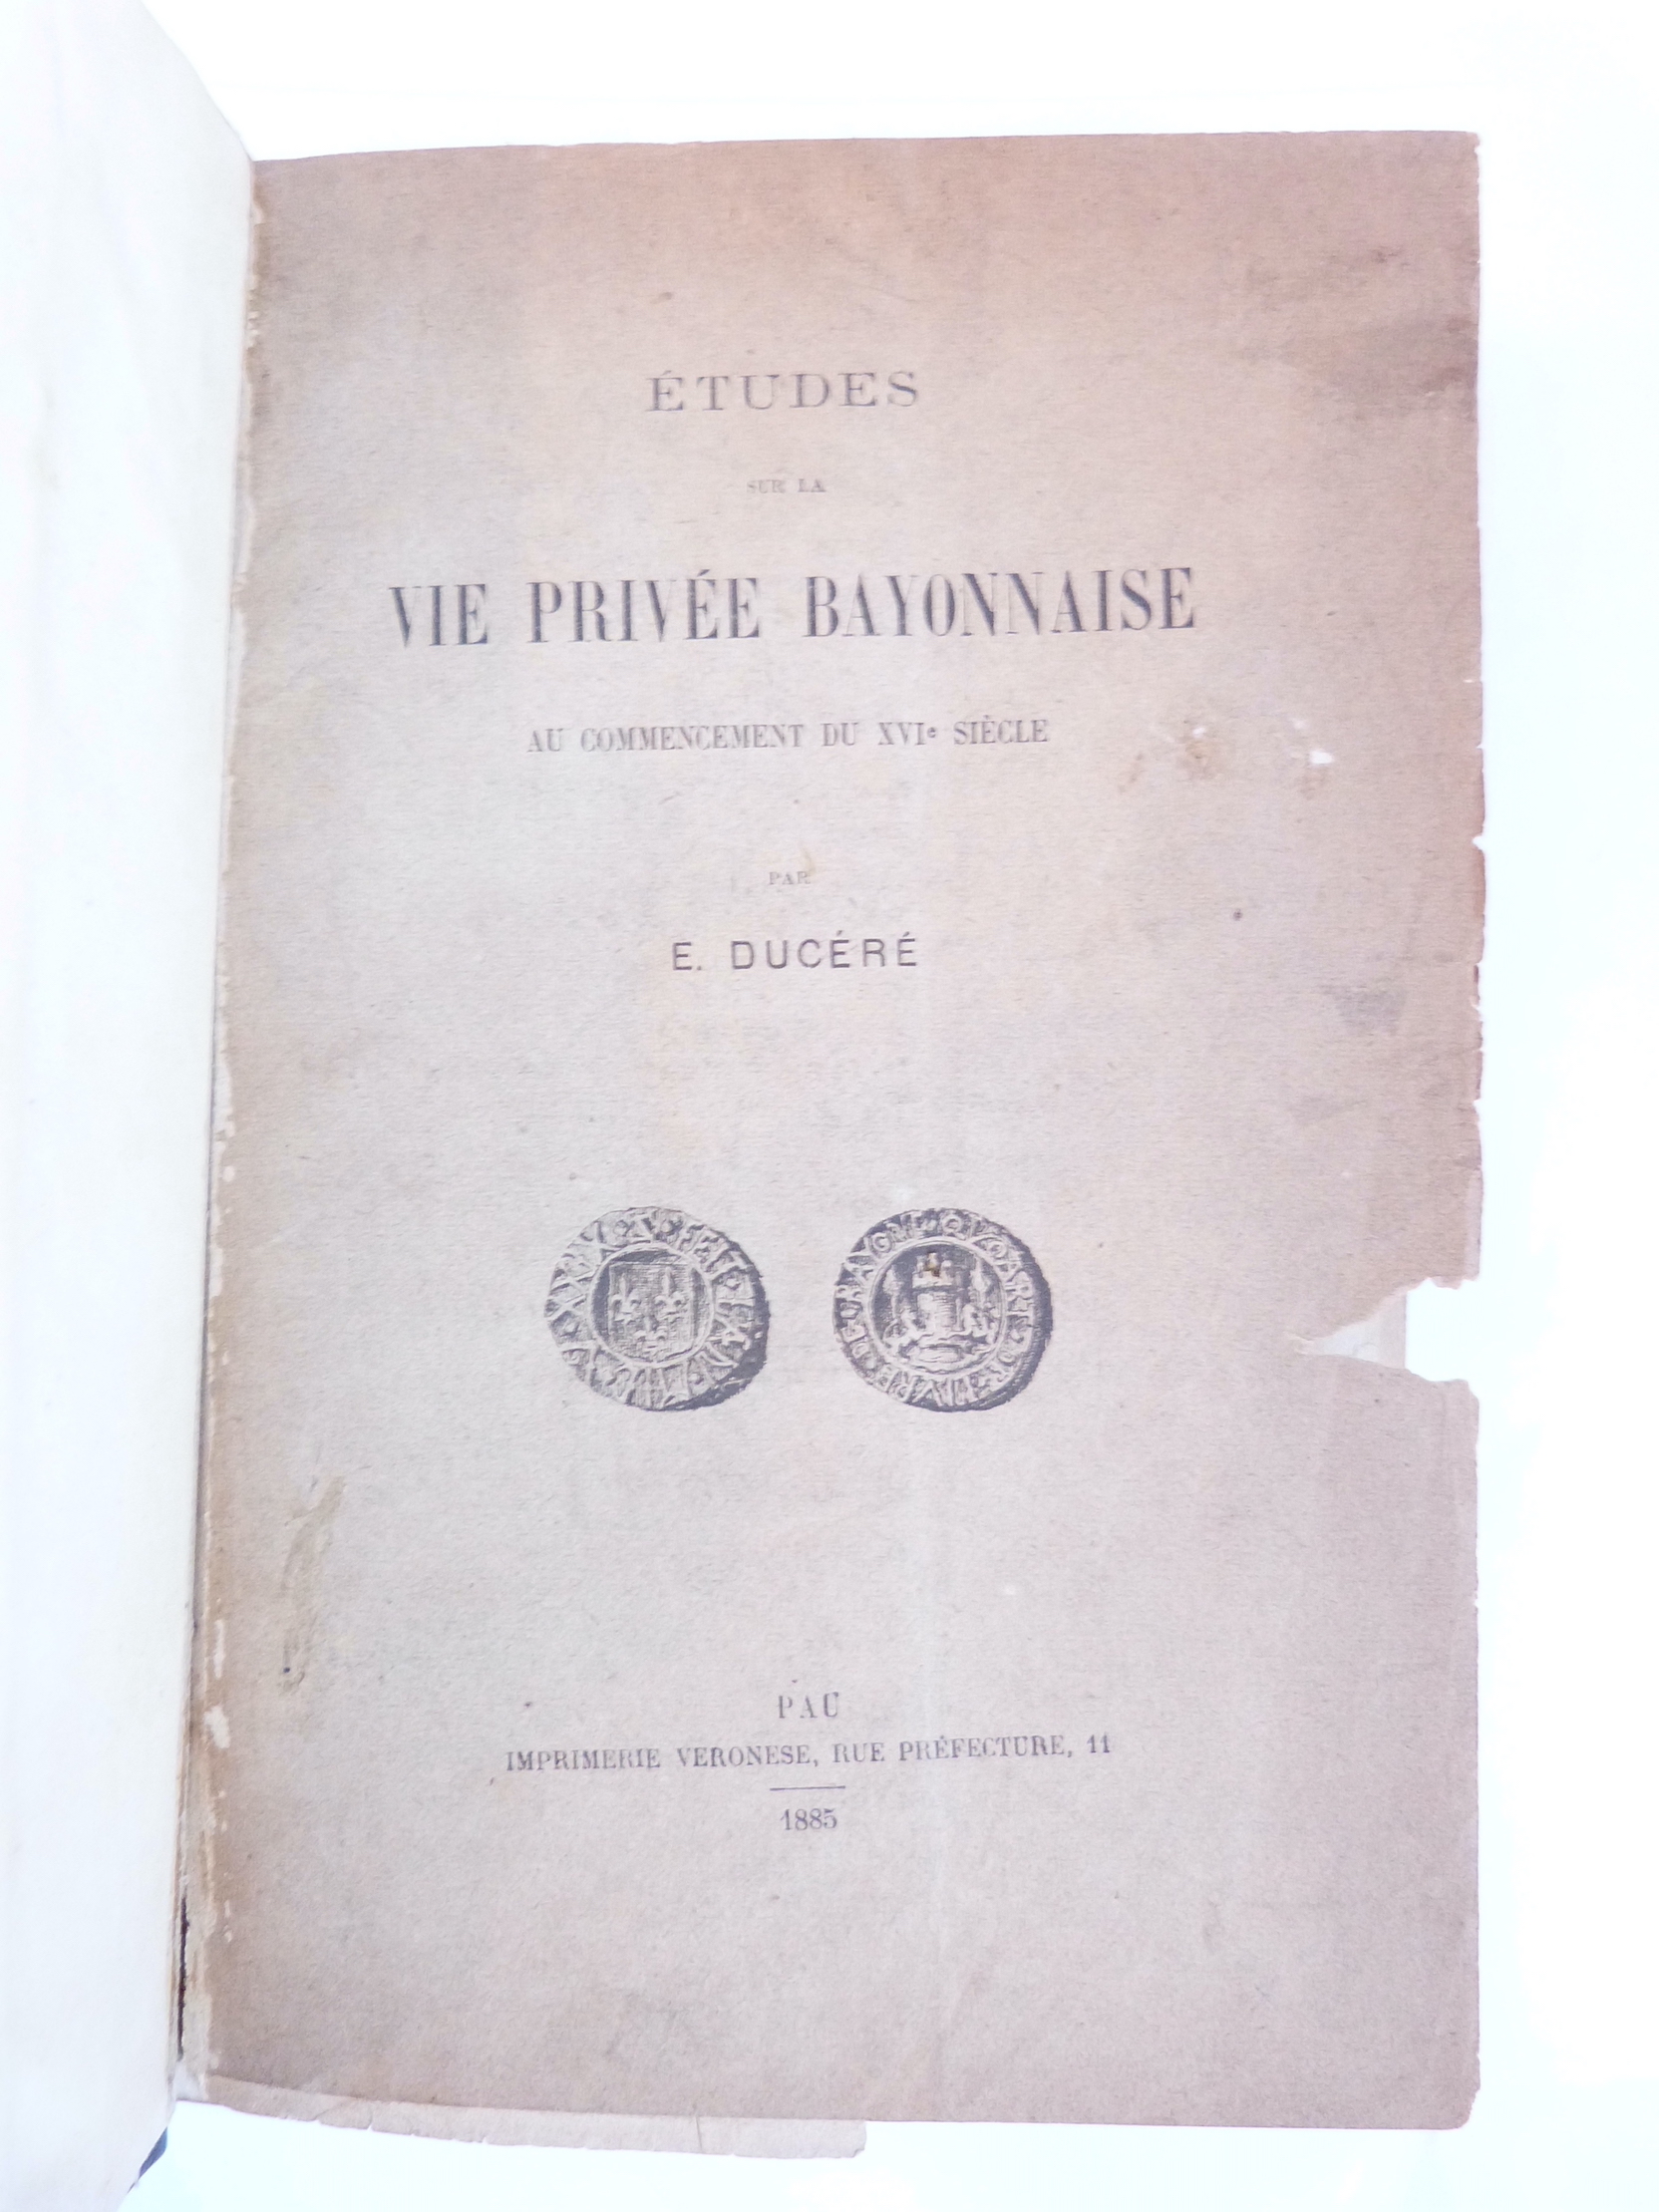 ÉTUDES
SUR LA
VIE PRIVÉE BAYONNAISE
AU COMMENCEMENT DU XVIe SIÈCLE
PAR
E. DUCÉRÉ
PAU
IMPRIMERIE VERONESE, RUE PRÉFECTURE, 11
1885